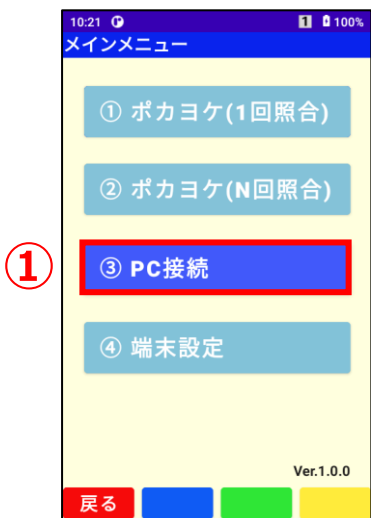 10:21 1 100%
メインメニュー
① ポカヨケ(1回照合)
② ポカヨケ(N回照合)
①
③ PC接続
④ 端末設定
Ver.1.0.0
戻る